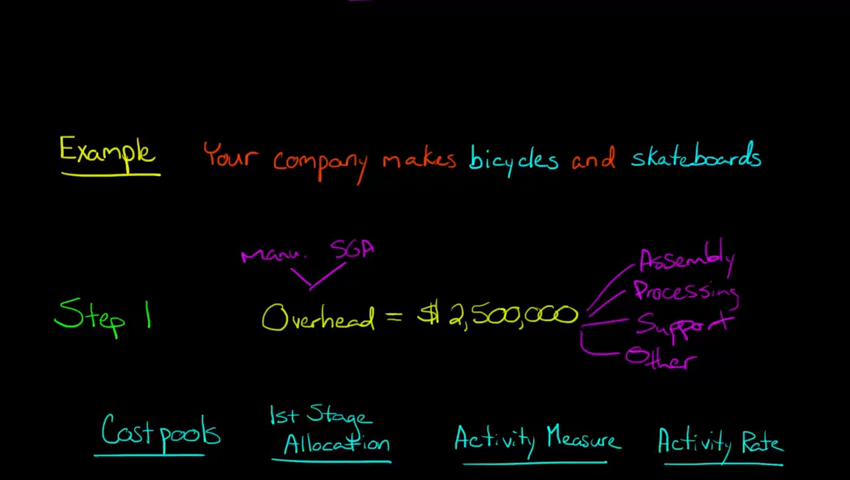 Example Your company makes bicycles and skateboards
Manu. SGA
Assembly
Processing
Step 1 Overhead = $2,500,000
Support
Other
Cost pools 1st Stage Allocation Activity Measure Activity Rate